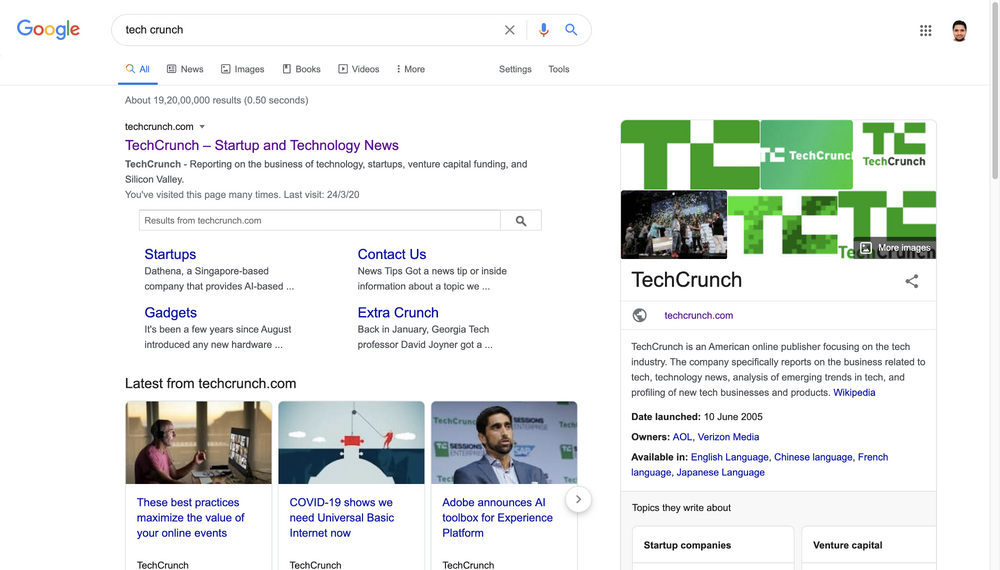 Google
tech crunch
All
News
Images
Books
Videos
More
Settings
Tools
About 19,20,00,000 results (0.50 seconds)
techcrunch.com
TechCrunch – Startup and Technology News
TechCrunch - Reporting on the business of technology, startups, venture capital funding, and
Silicon Valley.
You've visited this page many times. Last visit: 24/3/20
Results from techcrunch.com
Startups
Dathena, a Singapore-based
company that provides AI-based ...
Contact Us
News Tips Got a news tip or inside
information about a topic we ...
Gadgets
It's been a few years since August
introduced any new hardware ...
Extra Crunch
Back in January, Georgia Tech
professor David Joyner got a ...
Latest from techcrunch.com
These best practices
maximize the value of
your online events
TechCrunch
COVID-19 shows we
need Universal Basic
Internet now
TechCrunch
SESSIONS
ENTERPRISE
Adobe announces AI
toolbox for Experience
Platform
TechCrunch
TechCrunch
TechCrunch
More images
TechCrunch
techcrunch.com
TechCrunch is an American online publisher focusing on the tech
industry. The company specifically reports on the business related to
tech, technology news, analysis of emerging trends in tech, and
profiling of new tech businesses and products. Wikipedia
Date launched: 10 June 2005
Owners: AOL, Verizon Media
Available in: English Language, Chinese language, French
language, Japanese Language
Topics they write about
Startup companies
Venture capital